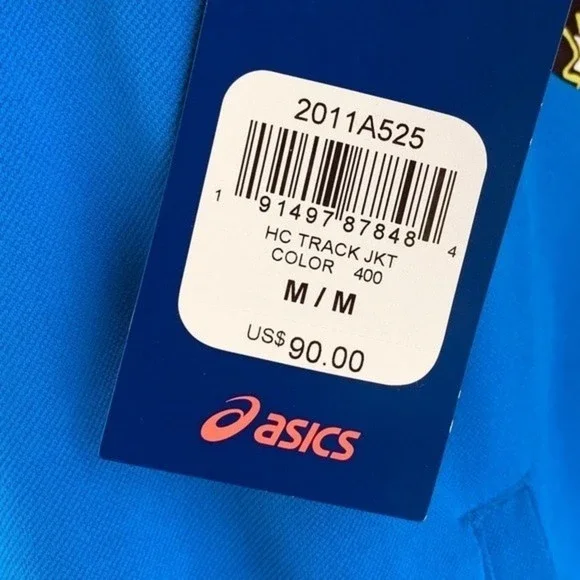 2011A525
1 91497 87848 4
HC TRACK JKT
COLOR 400
M / M
US$ 90.00
asics